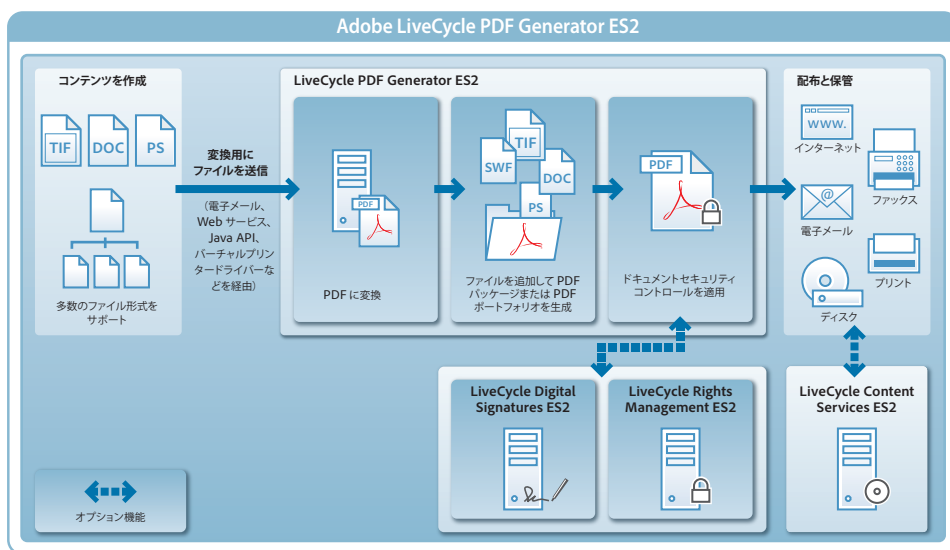 Adobe LiveCycle PDF Generator ES2
コンテンツを作成
TIF
DOC
PS
多数のファイル形式を
サポート
変換用に
ファイルを送信
（電子メール、
Web サービス、
Java API、
バーチャルプリン
タードライバーな
どを経由）
LiveCycle PDF Generator ES2
PDF
PDF に変換
TIF
SWF
DOC
PS
ファイルを追加して PDF
パッケージまたは PDF
ポートフォリオを生成
PDF
ドキュメントセキュリティ
コントロールを適用
配布と保管
www.
インターネット
ファックス
@
電子メール
プリント
ディスク
LiveCycle Digital
Signatures ES2
LiveCycle Rights
Management ES2
LiveCycle Content
Services ES2
オプション機能